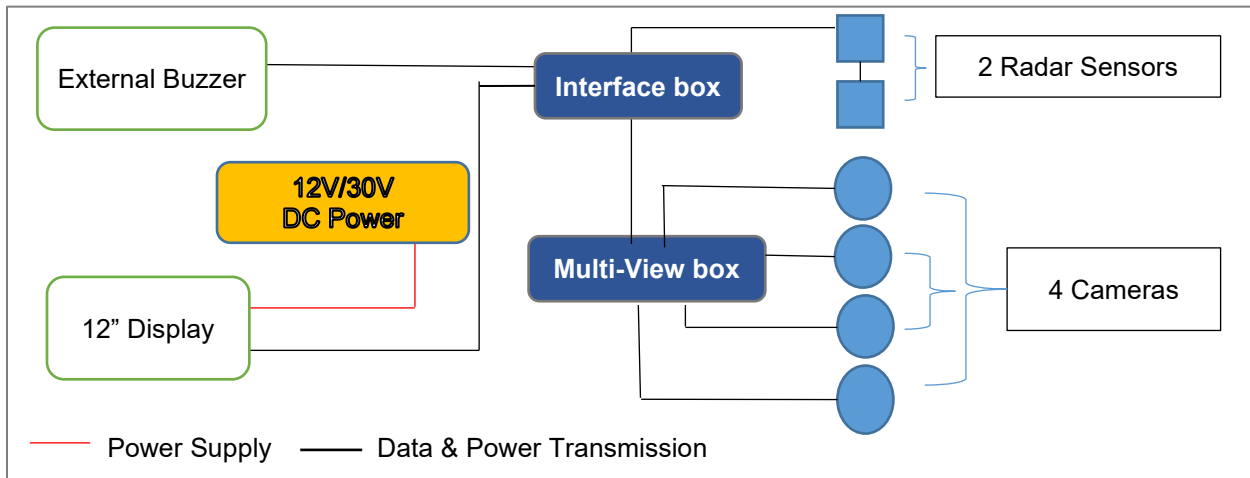 External Buzzer
Interface box
2 Radar Sensors
12V/30V
DC Power
Multi-View box
12” Display
4 Cameras
Power Supply
Data & Power Transmission